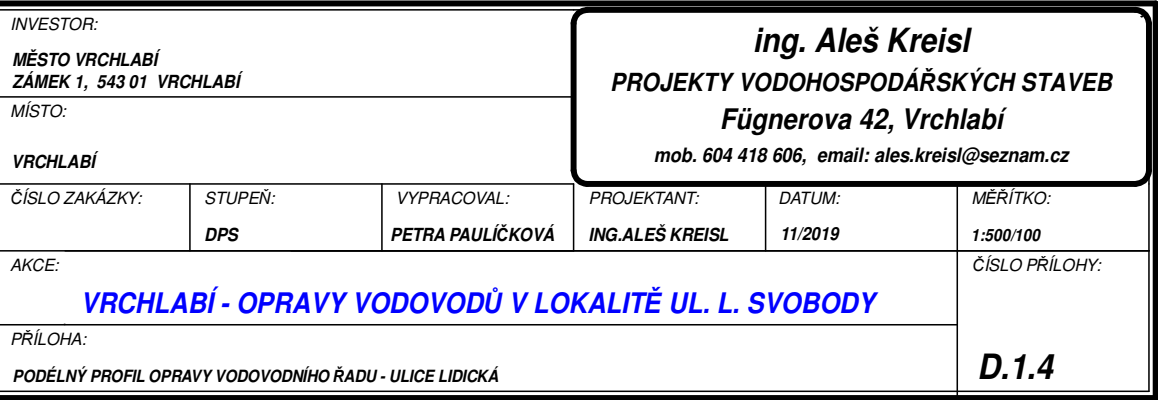 INVESTOR:
MĚSTO VRCHLABÍ
ZÁMEK 1, 543 01 VRCHLABÍ
MÍSTO:
VRCHLABÍ
ing. Aleš Kreisl
PROJEKTY VODOHOSPODÁŘSKÝCH STAVEB
Fügnerova 42, Vrchlabí
mob. 604 418 606, email: ales.kreisl@seznam.cz
ČÍSLO ZAKÁZKY:
STUPEŇ:
DPS
VYPRACOVAL:
PETRA PAULÍČKOVÁ
PROJEKTANT:
ING.ALEŠ KREISL
DATUM:
11/2019
MĚŘÍTKO:
1:500/100
AKCE:
VRCHLABÍ - OPRAVY VODOVODŮ V LOKALITĚ UL. L. SVOBODY
ČÍSLO PŘÍLOHY:
D.1.4
PŘÍLOHA:
PODÉLNÝ PROFIL OPRAVY VODOVODNÍHO ŘADU - ULICE LIDICKÁ